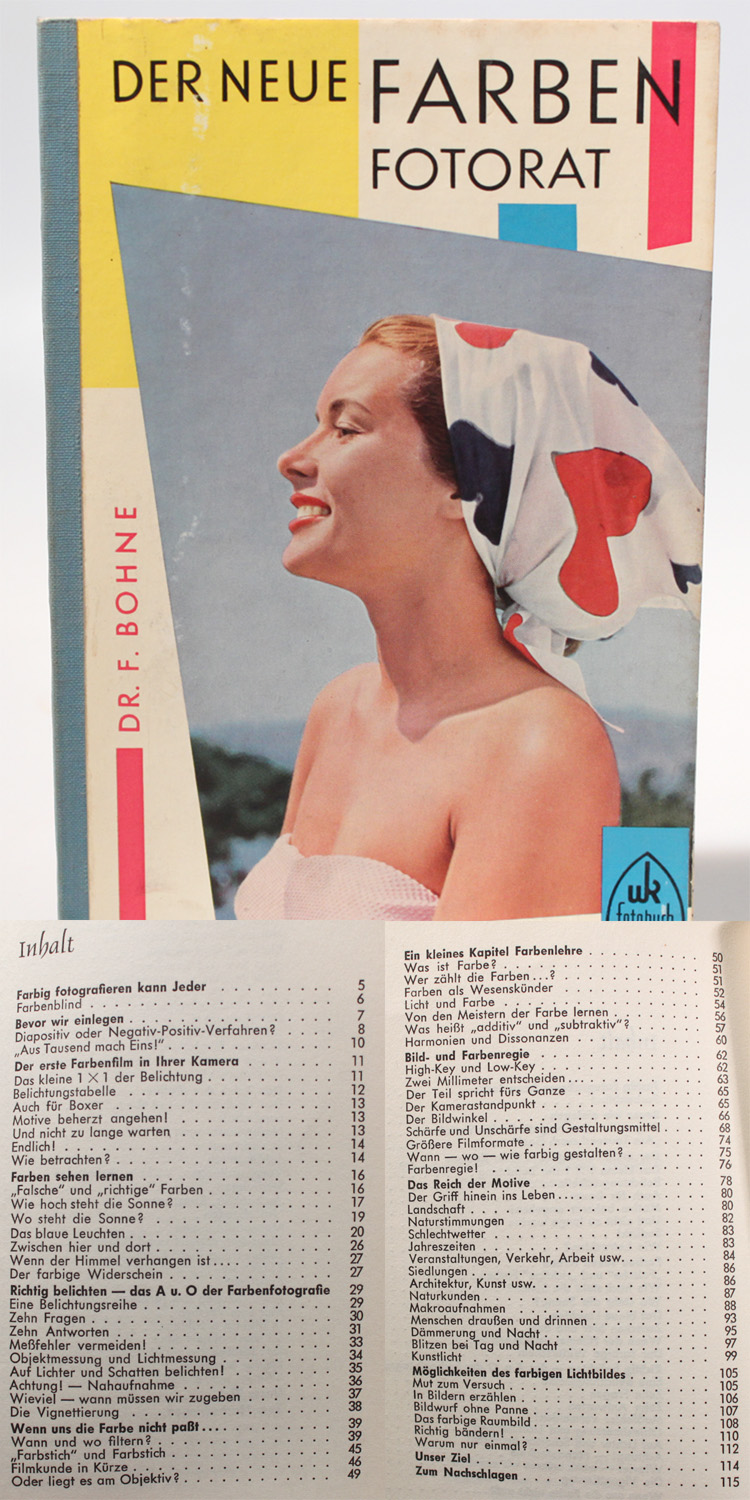 DER NEUE FARBEN
FOTORAT
DR. F. BOHNE
wk
fotobuch
Inhalt
Farbig fotografieren kann Jeder . . . . . . . 5
Farbenblind . . . . . . . 6
Bevor wir einlegen . . . . . . . 7
Diapositiv oder Negativ-Positiv-Verfahren? . . . . . . . 8
„Aus Tausend mach Eins!“ . . . . . . . 10
Der erste Farbenfilm in Ihrer Kamera . . . . . . . 11
Das kleine 1 × 1 der Belichtung . . . . . . . 11
Belichtungstabelle . . . . . . . 12
Auch für Boxer . . . . . . . 13
Motive beherzt angehen! . . . . . . . 13
Und nicht zu lange warten . . . . . . . 13
Endlich! . . . . . . . 14
Wie betrachten? . . . . . . . 14
Farben sehen lernen . . . . . . . 16
„Falsche“ und „richtige“ Farben . . . . . . . 16
Wie hoch steht die Sonne? . . . . . . . 17
Wo steht die Sonne? . . . . . . . 19
Das blaue Leuchten . . . . . . . 20
Zwischen hier und dort . . . . . . . 26
Wenn der Himmel verhangen ist . . . . . . . 27
Der farbige Widerschein . . . . . . . 27
Richtig belichten — das A u. O der Farbenfotografie 29
Eine Belichtungsreihe . . . . . . . 29
Zehn Fragen . . . . . . . 30
Zehn Antworten . . . . . . . 31
Meßfehler vermeiden! . . . . . . . 33
Objektmessung und Lichtmessung . . . . . . . 34
Auf Lichter und Schatten belichten! . . . . . . . 35
Achtung! — Nahaufnahme . . . . . . . 36
Wieviel — wann müssen wir zugeben . . . . . . . 37
Die Vignettierung . . . . . . . 38
Wenn uns die Farbe nicht paßt . . . . . . . 39
Wann und wo filtern? . . . . . . . 39
„Farbstich“ und Farbstich . . . . . . . 45
Filmkunde in Kürze . . . . . . . 46
Oder liegt es am Objektiv? . . . . . . . 49
Ein kleines Kapitel Farbenlehre . . . . . . . 50
Was ist Farbe? . . . . . . . 51
Wer zählt die Farben ...? . . . . . . . 51
Farben als Wesenskünder . . . . . . . 52
Licht und Farbe . . . . . . . 54
Von den Meistern der Farbe lernen . . . . . . . 56
Was heißt „additiv“ und „subtraktiv“? . . . . . . . 57
Harmonien und Dissonanzen . . . . . . . 60
Bild- und Farbenregie . . . . . . . 62
High-Key und Low-Key . . . . . . . 62
Zwei Millimeter entscheiden . . . . . . . 63
Der Teil spricht fürs Ganze . . . . . . . 65
Der Kamerastandpunkt . . . . . . . 65
Der Bildwinkel . . . . . . . 66
Schärfe und Unschärfe sind Gestaltungsmittel . . . . 68
Größere Filmformate . . . . . . . 74
Wann — wo — wie farbig gestalten? . . . . . . . 75
Farbenregie! . . . . . . . 76
Das Reich der Motive . . . . . . . 78
Der Griff hinein ins Leben . . . . . . . 80
Landschaft . . . . . . . 80
Naturstimmungen . . . . . . . 82
Schlechtwetter . . . . . . . 83
Jahreszeiten . . . . . . . 83
Veranstaltungen, Verkehr, Arbeit usw. . . . . . . . 84
Siedlungen . . . . . . . 86
Architektur, Kunst usw. . . . . . . . 86
Naturkunden . . . . . . . 87
Makroaufnahmen . . . . . . . 88
Menschen draußen und drinnen . . . . . . . 93
Dämmerung und Nacht . . . . . . . 95
Blitzen bei Tag und Nacht . . . . . . . 97
Kunstlicht . . . . . . . 99
Möglichkeiten des farbigen Lichtbildes . . . . . . . 105
Mut zum Versuch . . . . . . . 105
In Bildern erzählen . . . . . . . 106
Bildwurf ohne Panne . . . . . . . 107
Das farbige Raumbild . . . . . . . 108
Richtig bändern! . . . . . . . 110
Warum nur einmal? . . . . . . . 112
Unser Ziel . . . . . . . 114
Zum Nachschlagen . . . . . . . 115